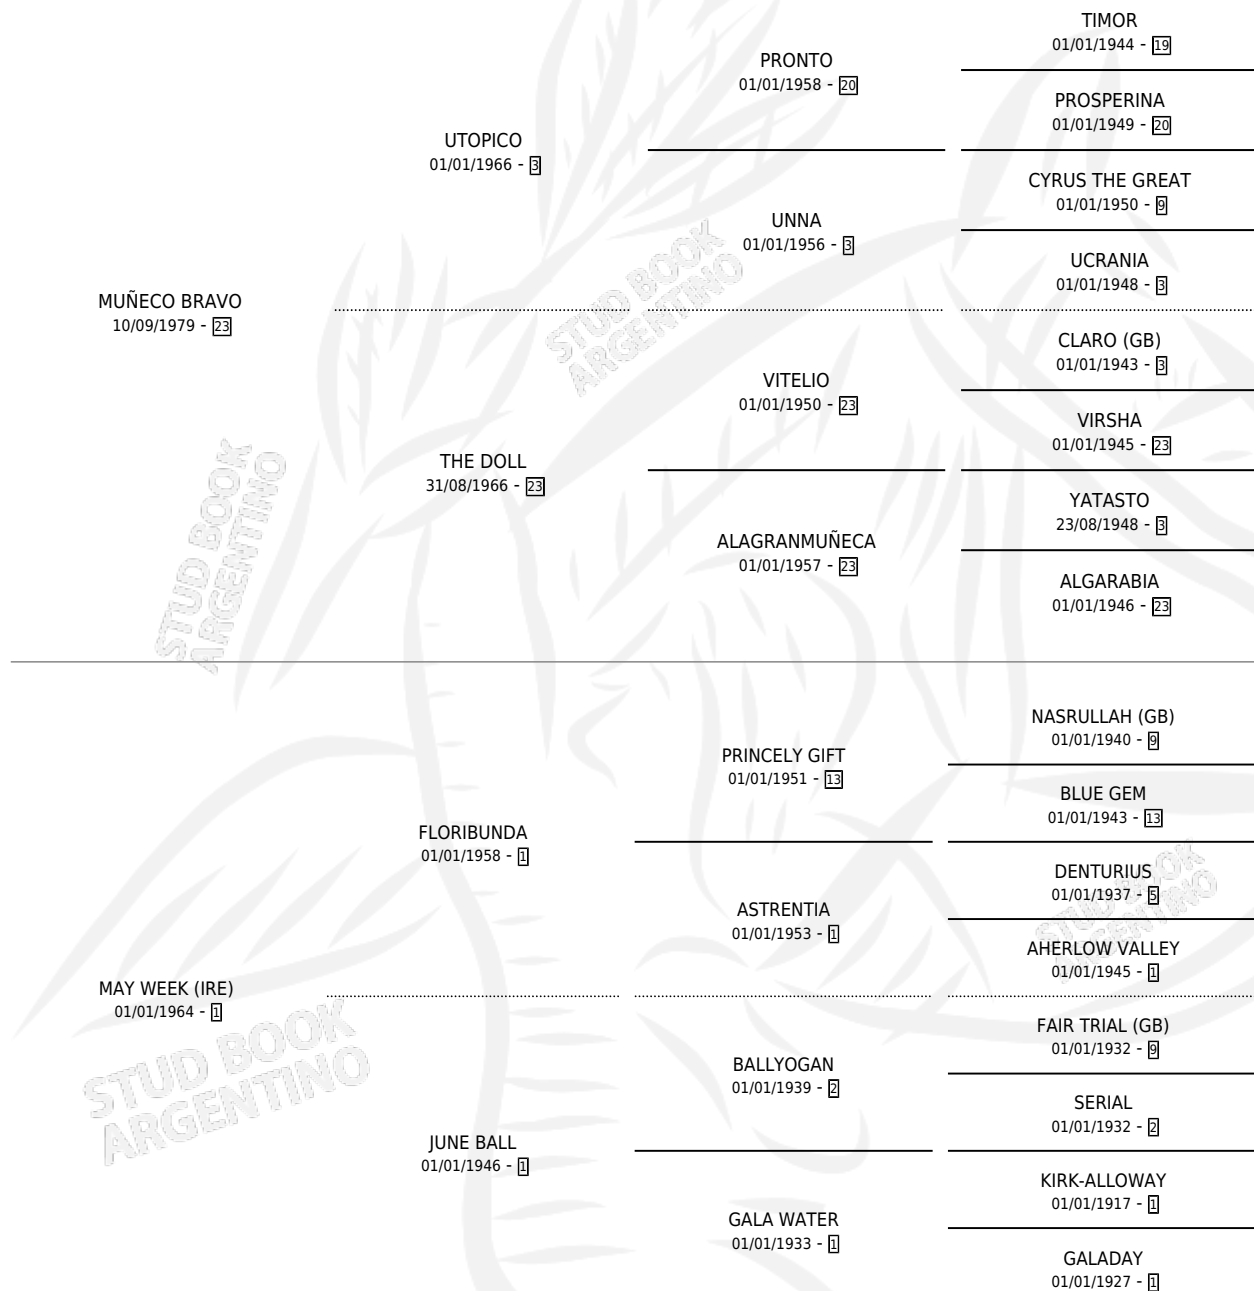 TIMOR
01/01/1944 - 19
PRONTO
01/01/1958 - 20
PROSPERINA
01/01/1949 - 20
UTOPICO
01/01/1966 - 3
CYRUS THE GREAT
01/01/1950 - 9
UNNA
01/01/1956 - 3
UCRANIA
01/01/1948 - 3
MUÑECO BRAVO
10/09/1979 - 23
CLARO (GB)
01/01/1943 - 3
VITELIO
01/01/1950 - 23
VIRSHA
01/01/1945 - 23
THE DOLL
31/08/1966 - 23
YATASTO
23/08/1948 - 3
ALAGRANMUÑECA
01/01/1957 - 23
ALGARABIA
01/01/1946 - 23
STUD BOOK
ARGENTINO
STUD BOOK
ARGENTINO
NASRULLAH (GB)
01/01/1940 - 9
PRINCELY GIFT
01/01/1951 - 13
BLUE GEM
01/01/1943 - 13
FLORIBUNDA
01/01/1958 - 1
DENTURIUS
01/01/1937 - 5
ASTRENTIA
01/01/1953 - 1
AHERLOW VALLEY
01/01/1945 - 1
MAY WEEK (IRE)
01/01/1964 - 1
FAIR TRIAL (GB)
01/01/1932 - 9
BALLYOGAN
01/01/1939 - 2
SERIAL
01/01/1932 - 2
JUNE BALL
01/01/1946 - 1
KIRK-ALLOWAY
01/01/1917 - 1
GALA WATER
01/01/1933 - 1
GALADAY
01/01/1927 - 1
STUD BOOK
ARGENTINO
STUD BOOK
ARGENTINO